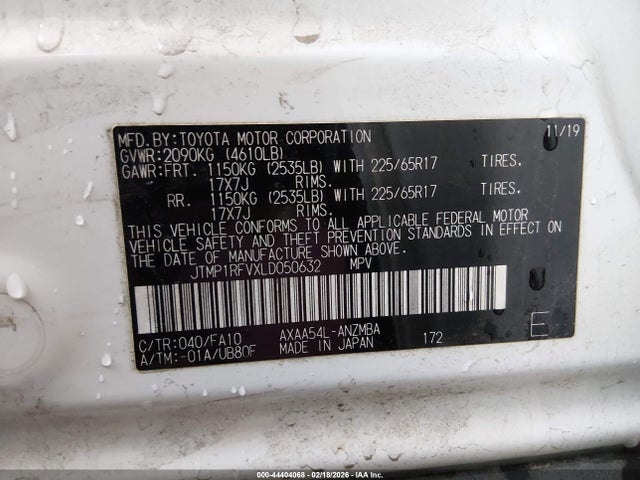 MFD. BY: TOYOTA MOTOR CORPORATION 11/19
GVWR: 2090KG (4610LB)
GAWR: FRT. 1150KG (2535LB) WITH 225/65R17 TIRES.
17X7J RIMS.
RR. 1150KG (2535LB) WITH 225/65R17 TIRES.
17X7J RIMS.
THIS VEHICLE CONFORMS TO ALL APPLICABLE FEDERAL MOTOR
VEHICLE SAFETY AND THEFT PREVENTION STANDARDS IN EFFECT ON
THE DATE OF MANUFACTURE SHOWN ABOVE.
JTMP1RFVXLD050632 MPV
C/TR: 040/FA10 AXAA54L-ANZMBA 172 E
A/TM: -01A/UB80F MADE IN JAPAN
00-44404068 - 02/18/2026 - IAAI.COM